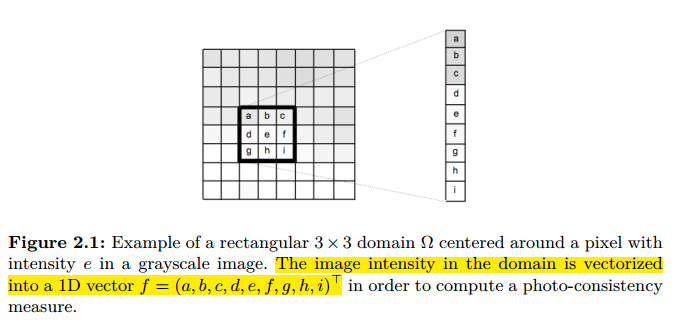 a b c
d e f
g h i
a
b
c
d
e
f
g
h
i
Figure 2.1: Example of a rectangular 3 × 3 domain Ω centered around a pixel with
intensity e in a grayscale image. The image intensity in the domain is vectorized
into a 1D vector f = (a, b, c, d, e, f, g, h, i)⊤ in order to compute a photo-consistency
measure.